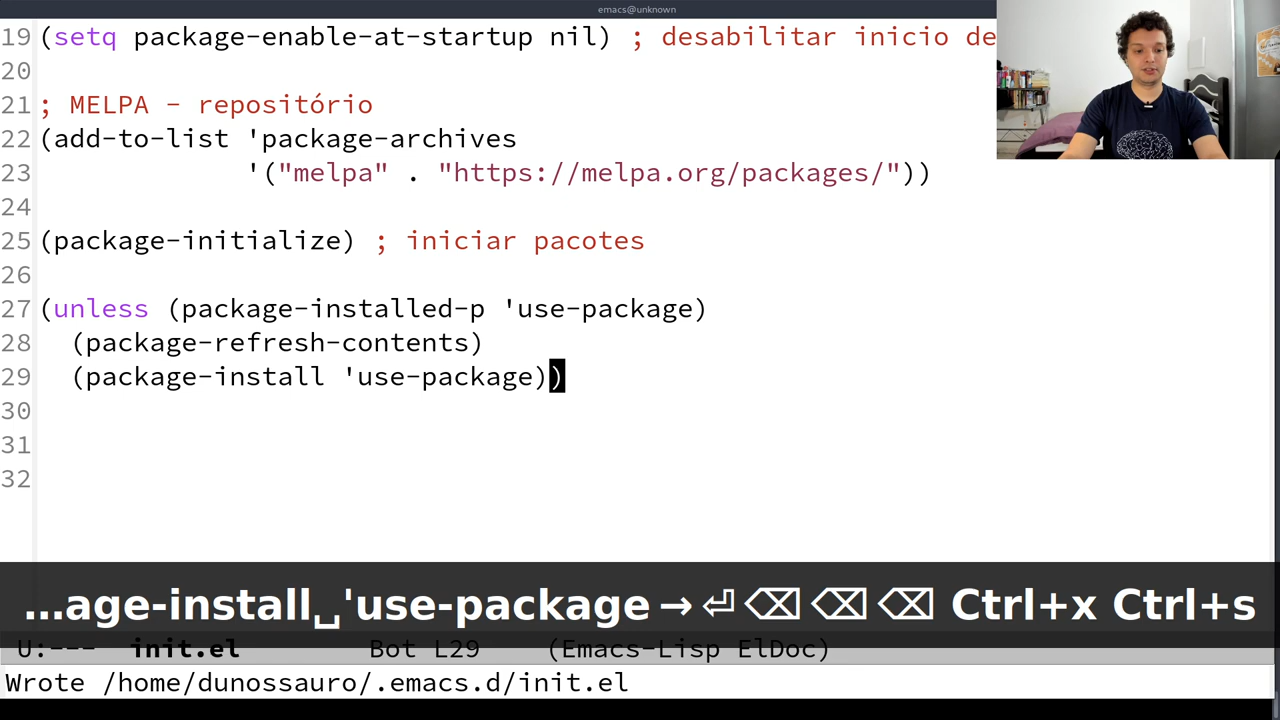 emacs@unknown
19 (setq package-enable-at-startup nil) ; desabilitar inicio de
20
21 ; MELPA - repositório
22 (add-to-list 'package-archives
23 '("melpa" . "https://melpa.org/packages/"))
24
25 (package-initialize) ; iniciar pacotes
26
27 (unless (package-installed-p 'use-package)
28 (package-refresh-contents)
29 (package-install 'use-package))
30
31
32
…age-install␣'use-package→⏎⌫⌫⌫ Ctrl+x Ctrl+s
U:--- init.el Bot L29 (Emacs-Lisp ElDoc)
Wrote /home/dunossauro/.emacs.d/init.el